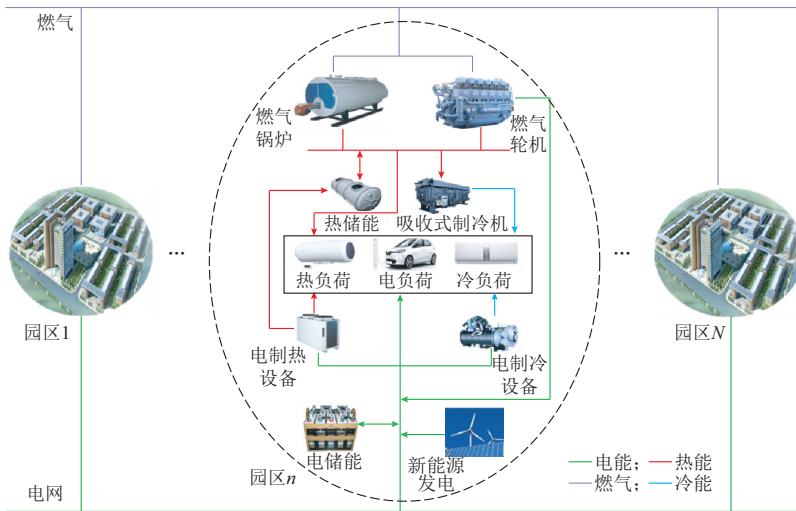 燃气
燃气
锅炉
燃气
轮机
热储能
吸收式制冷机
...
...
热负荷
电负荷
冷负荷
园区1
园区N
电制热
设备
电制冷
设备
电储能
新能源
发电
园区n
电网
电能;
热能
燃气;
冷能